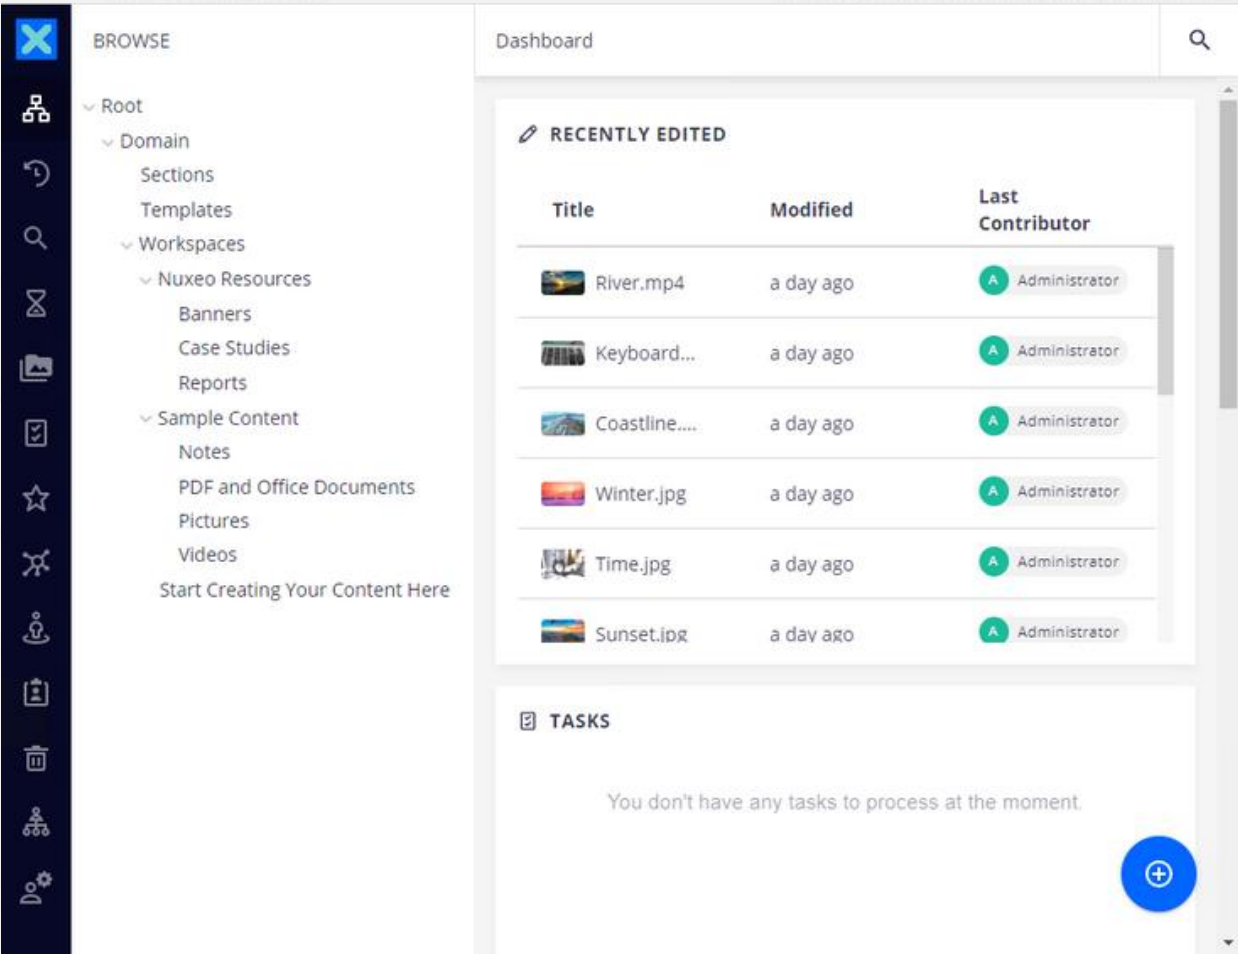 BROWSE
Dashboard
Root
Domain
Sections
Templates
Workspaces
Nuxeo Resources
Banners
Case Studies
Reports
Sample Content
Notes
PDF and Office Documents
Pictures
Videos
Start Creating Your Content Here
RECENTLY EDITED
Title Modified Last Contributor
River.mp4 a day ago A Administrator
Keyboard... a day ago A Administrator
Coastline.... a day ago A Administrator
Winter.jpg a day ago A Administrator
Time.jpg a day ago A Administrator
Sunset.jpg a day ago A Administrator
TASKS
You don't have any tasks to process at the moment.